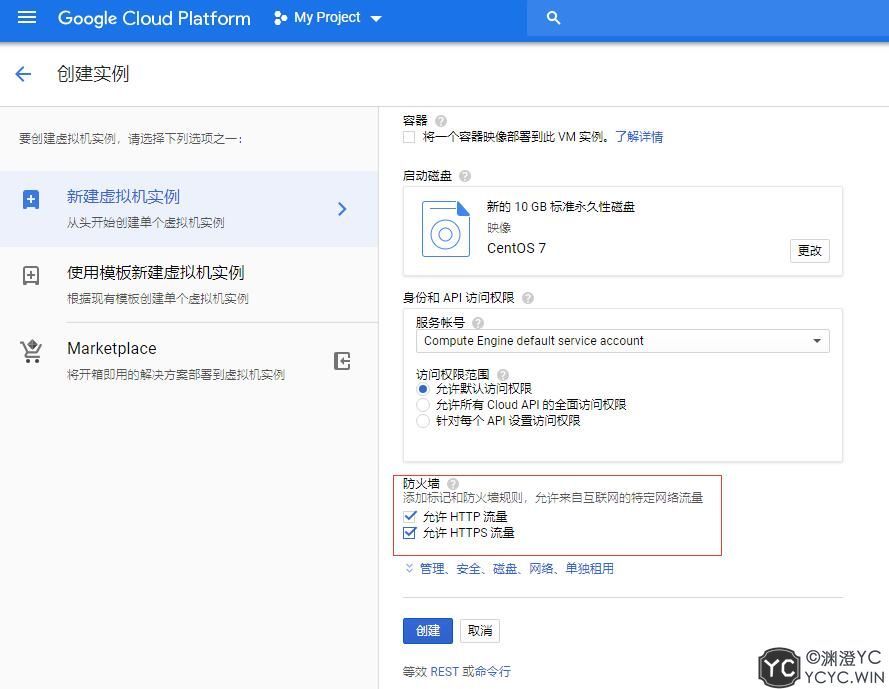 Google Cloud Platform My Project
创建实例
要创建虚拟机实例，请选择下列选项之一：
新建虚拟机实例
从头开始创建单个虚拟机实例
使用模板新建虚拟机实例
根据现有模板创建单个虚拟机实例
Marketplace
将开箱即用的解决方案部署到虚拟机实例
容器
将一个容器映像部署到此 VM 实例。了解详情
启动磁盘
新的 10 GB 标准永久性磁盘
映像
CentOS 7
更改
身份和 API 访问权限
服务帐号
Compute Engine default service account
访问权限范围
允许默认访问权限
允许所有 Cloud API 的全面访问权限
针对每个 API 设置访问权限
防火墙
添加标记和防火墙规则，允许来自互联网的特定网络流量
允许 HTTP 流量
允许 HTTPS 流量
管理、安全、磁盘、网络、单独租用
创建 取消
等效 REST 或命令行
YC ©渊澄YC
YCYC.WIN